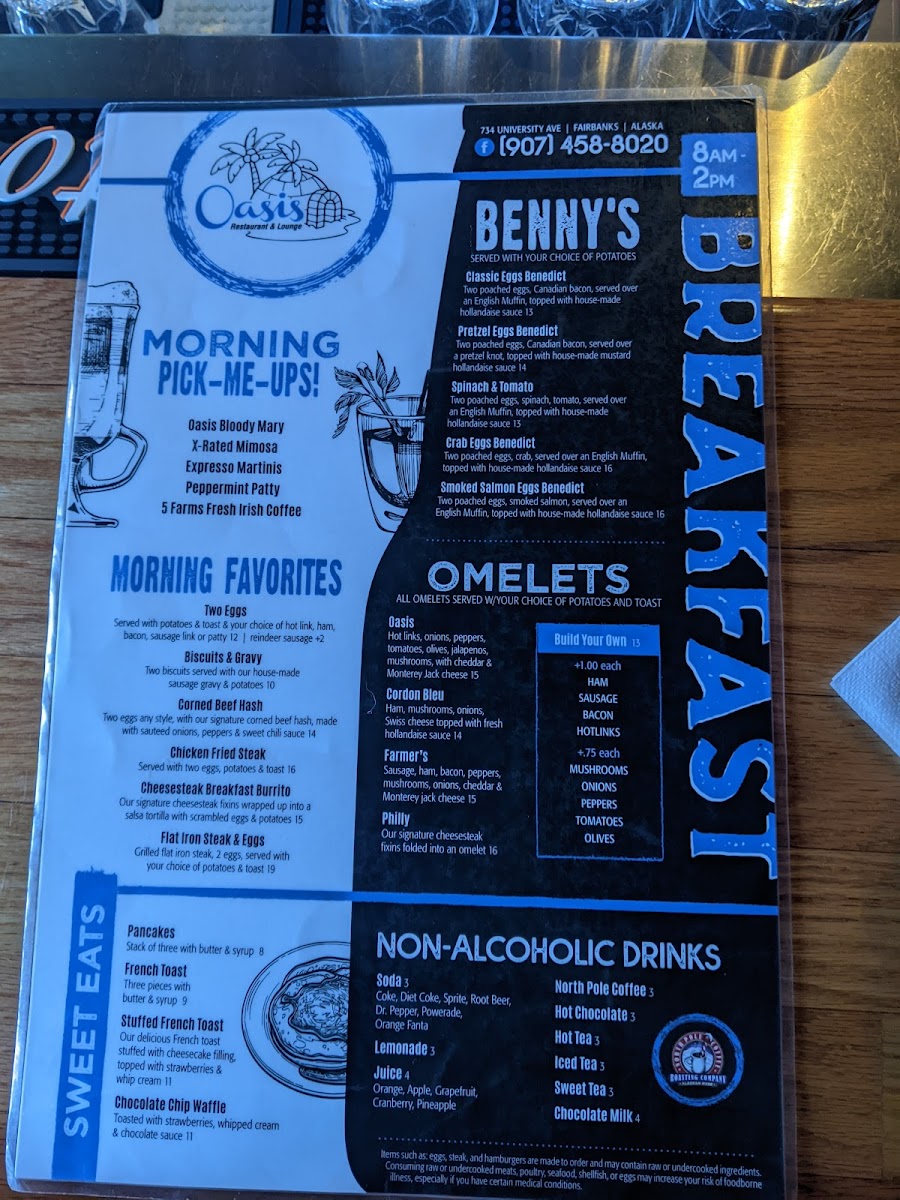 Oasis
Restaurant & Lounge
734 UNIVERSITY AVE | FAIRBANKS | ALASKA
(907) 458-8020
8AM-
2PM
BREAKFAST
MORNING
PICK-ME-UPS!
Oasis Bloody Mary
X-Rated Mimosa
Expresso Martinis
Peppermint Patty
5 Farms Fresh Irish Coffee
MORNING FAVORITES
Two Eggs
Served with potatoes & toast & your choice of hot link, ham,
bacon, sausage link or patty 12 | reindeer sausage +2
Biscuits & Gravy
Two biscuits served with our house-made
sausage gravy & potatoes 10
Corned Beef Hash
Two eggs any style, with our signature corned beef hash, made
with sauteed onions, peppers & sweet chili sauce 14
Chicken Fried Steak
Served with two eggs, potatoes & toast 16
Cheesesteak Breakfast Burrito
Our signature cheesesteak fixins wrapped up into a
salsa tortilla with scrambled eggs & potatoes 15
Flat Iron Steak & Eggs
Grilled flat iron steak, 2 eggs, served with
your choice of potatoes & toast 19
BENNY'S
SERVED WITH YOUR CHOICE OF POTATOES
Classic Eggs Benedict
Two poached eggs, Canadian bacon, served over
an English Muffin, topped with house-made
hollandaise sauce 13
Pretzel Eggs Benedict
Two poached eggs, Canadian bacon, served over
a pretzel knot, topped with house-made mustard
hollandaise sauce 14
Spinach & Tomato
Two poached eggs, spinach, tomato, served over
an English Muffin, topped with house-made
hollandaise sauce 13
Crab Eggs Benedict
Two poached eggs, crab, served over an English Muffin,
topped with house-made hollandaise sauce 16
Smoked Salmon Eggs Benedict
Two poached eggs, smoked salmon, served over an
English Muffin, topped with house-made hollandaise sauce 16
OMELETS
ALL OMELETS SERVED W/YOUR CHOICE OF POTATOES AND TOAST
Oasis
Hot links, onions, peppers,
tomatoes, olives, jalapenos,
mushrooms, with cheddar &
Monterey Jack cheese 15
Cordon Bleu
Ham, mushrooms, onions,
Swiss cheese topped with fresh
hollandaise sauce 14
Farmer's
Sausage, ham, bacon, peppers,
mushrooms, onions, cheddar &
Monterey jack cheese 15
Philly
Our signature cheesesteak
fixins folded into an omelet 16
Build Your Own 13
+1.00 each
HAM
SAUSAGE
BACON
HOTLINKS
+.75 each
MUSHROOMS
ONIONS
PEPPERS
TOMATOES
OLIVES
SWEET EATS
Pancakes
Stack of three with butter & syrup 8
French Toast
Three pieces with
butter & syrup 9
Stuffed French Toast
Our delicious French toast
stuffed with cheesecake filling,
topped with strawberries &
whip cream 11
Chocolate Chip Waffle
Toasted with strawberries, whipped cream
& chocolate sauce 11
NON-ALCOHOLIC DRINKS
Soda 3
Coke, Diet Coke, Sprite, Root Beer,
Dr. Pepper, Powerade,
Orange Fanta
Lemonade 3
Juice 4
Orange, Apple, Grapefruit,
Cranberry, Pineapple
North Pole Coffee 3
Hot Chocolate 3
Hot Tea 3
Iced Tea 3
Sweet Tea 3
Chocolate Milk 4
ROASTING COMPANY
Items such as: eggs, steak, and hamburgers are made to order and may contain raw or undercooked ingredients.
Consuming raw or undercooked meats, poultry, seafood, shellfish, or eggs may increase your risk of foodborne
illness, especially if you have certain medical conditions.